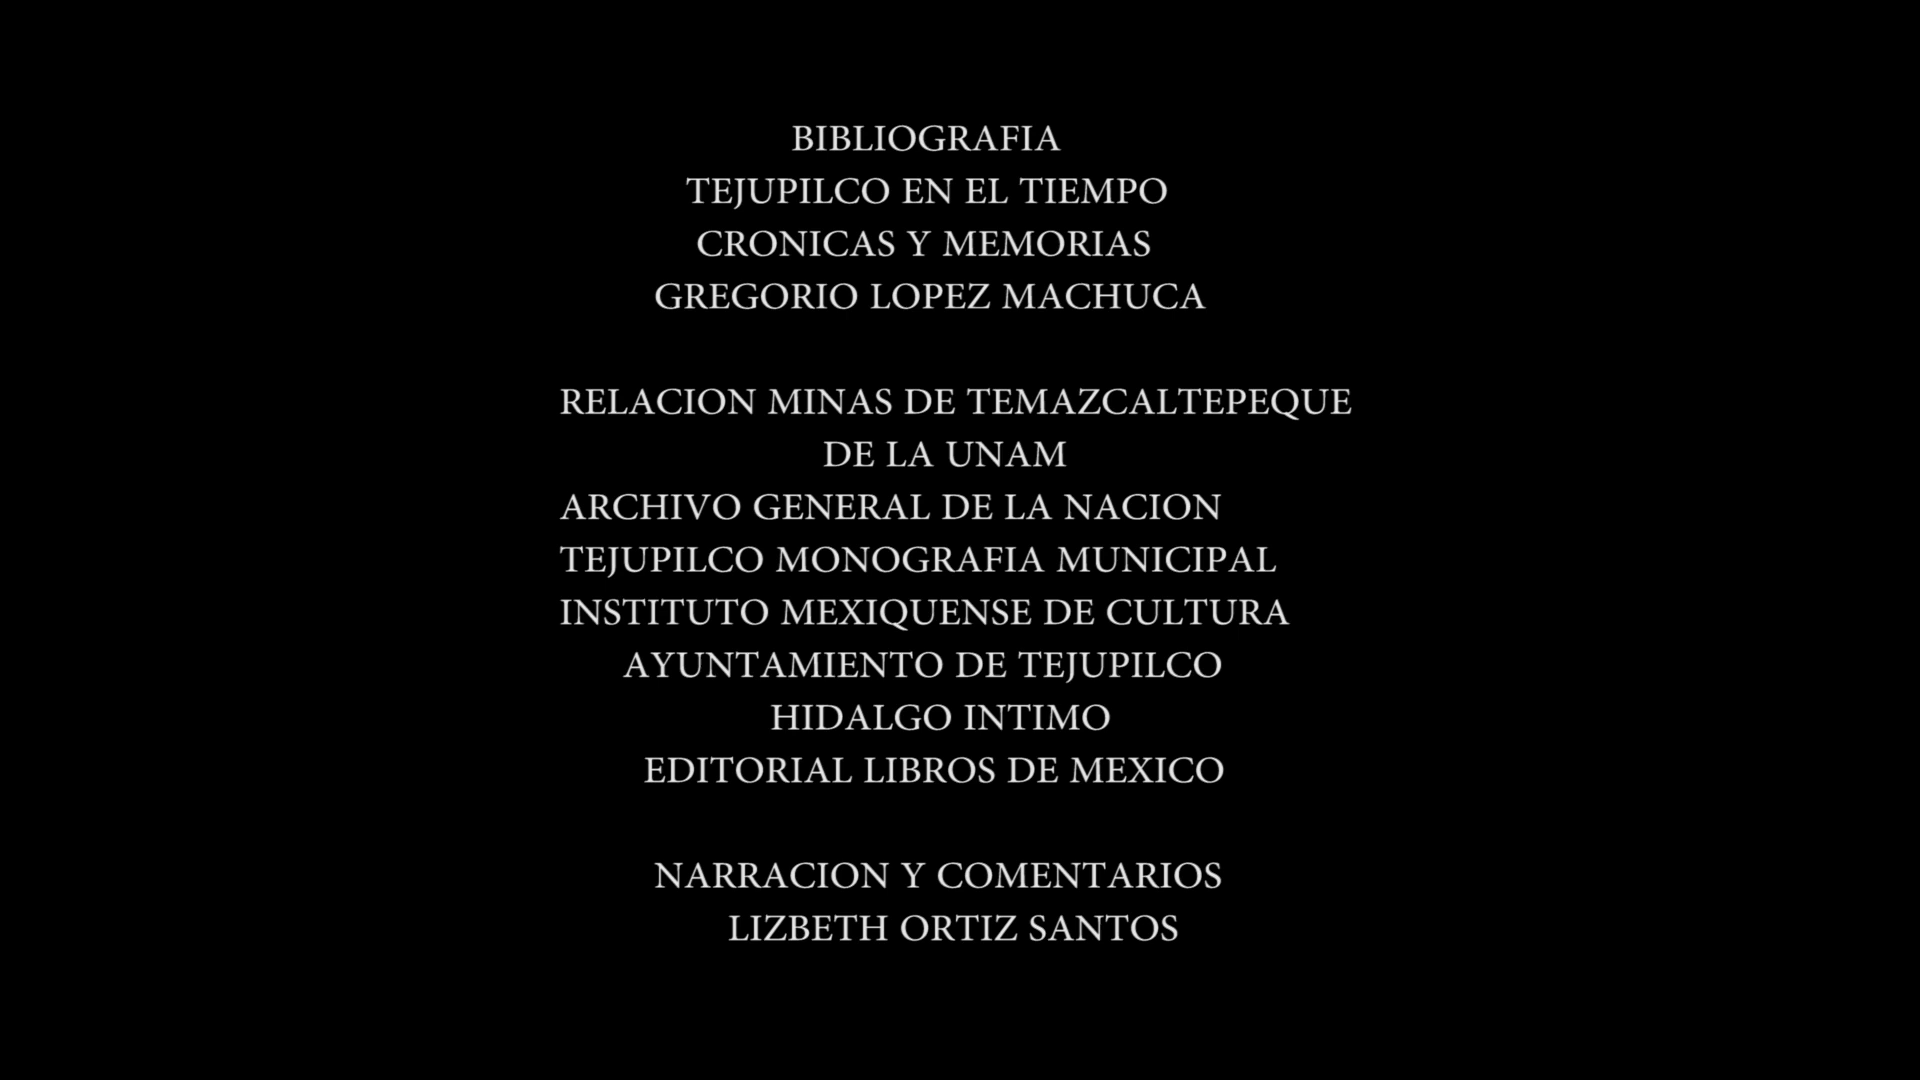 BIBLIOGRAFIA
TEJUPILCO EN EL TIEMPO
CRONICAS Y MEMORIAS
GREGORIO LOPEZ MACHUCA
RELACION MINAS DE TEMAZCALTEPEQUE
DE LA UNAM
ARCHIVO GENERAL DE LA NACION
TEJUPILCO MONOGRAFIA MUNICIPAL
INSTITUTO MEXIQUENSE DE CULTURA
AYUNTAMIENTO DE TEJUPILCO
HIDALGO INTIMO
EDITORIAL LIBROS DE MEXICO
NARRACION Y COMENTARIOS
LIZBETH ORTIZ SANTOS